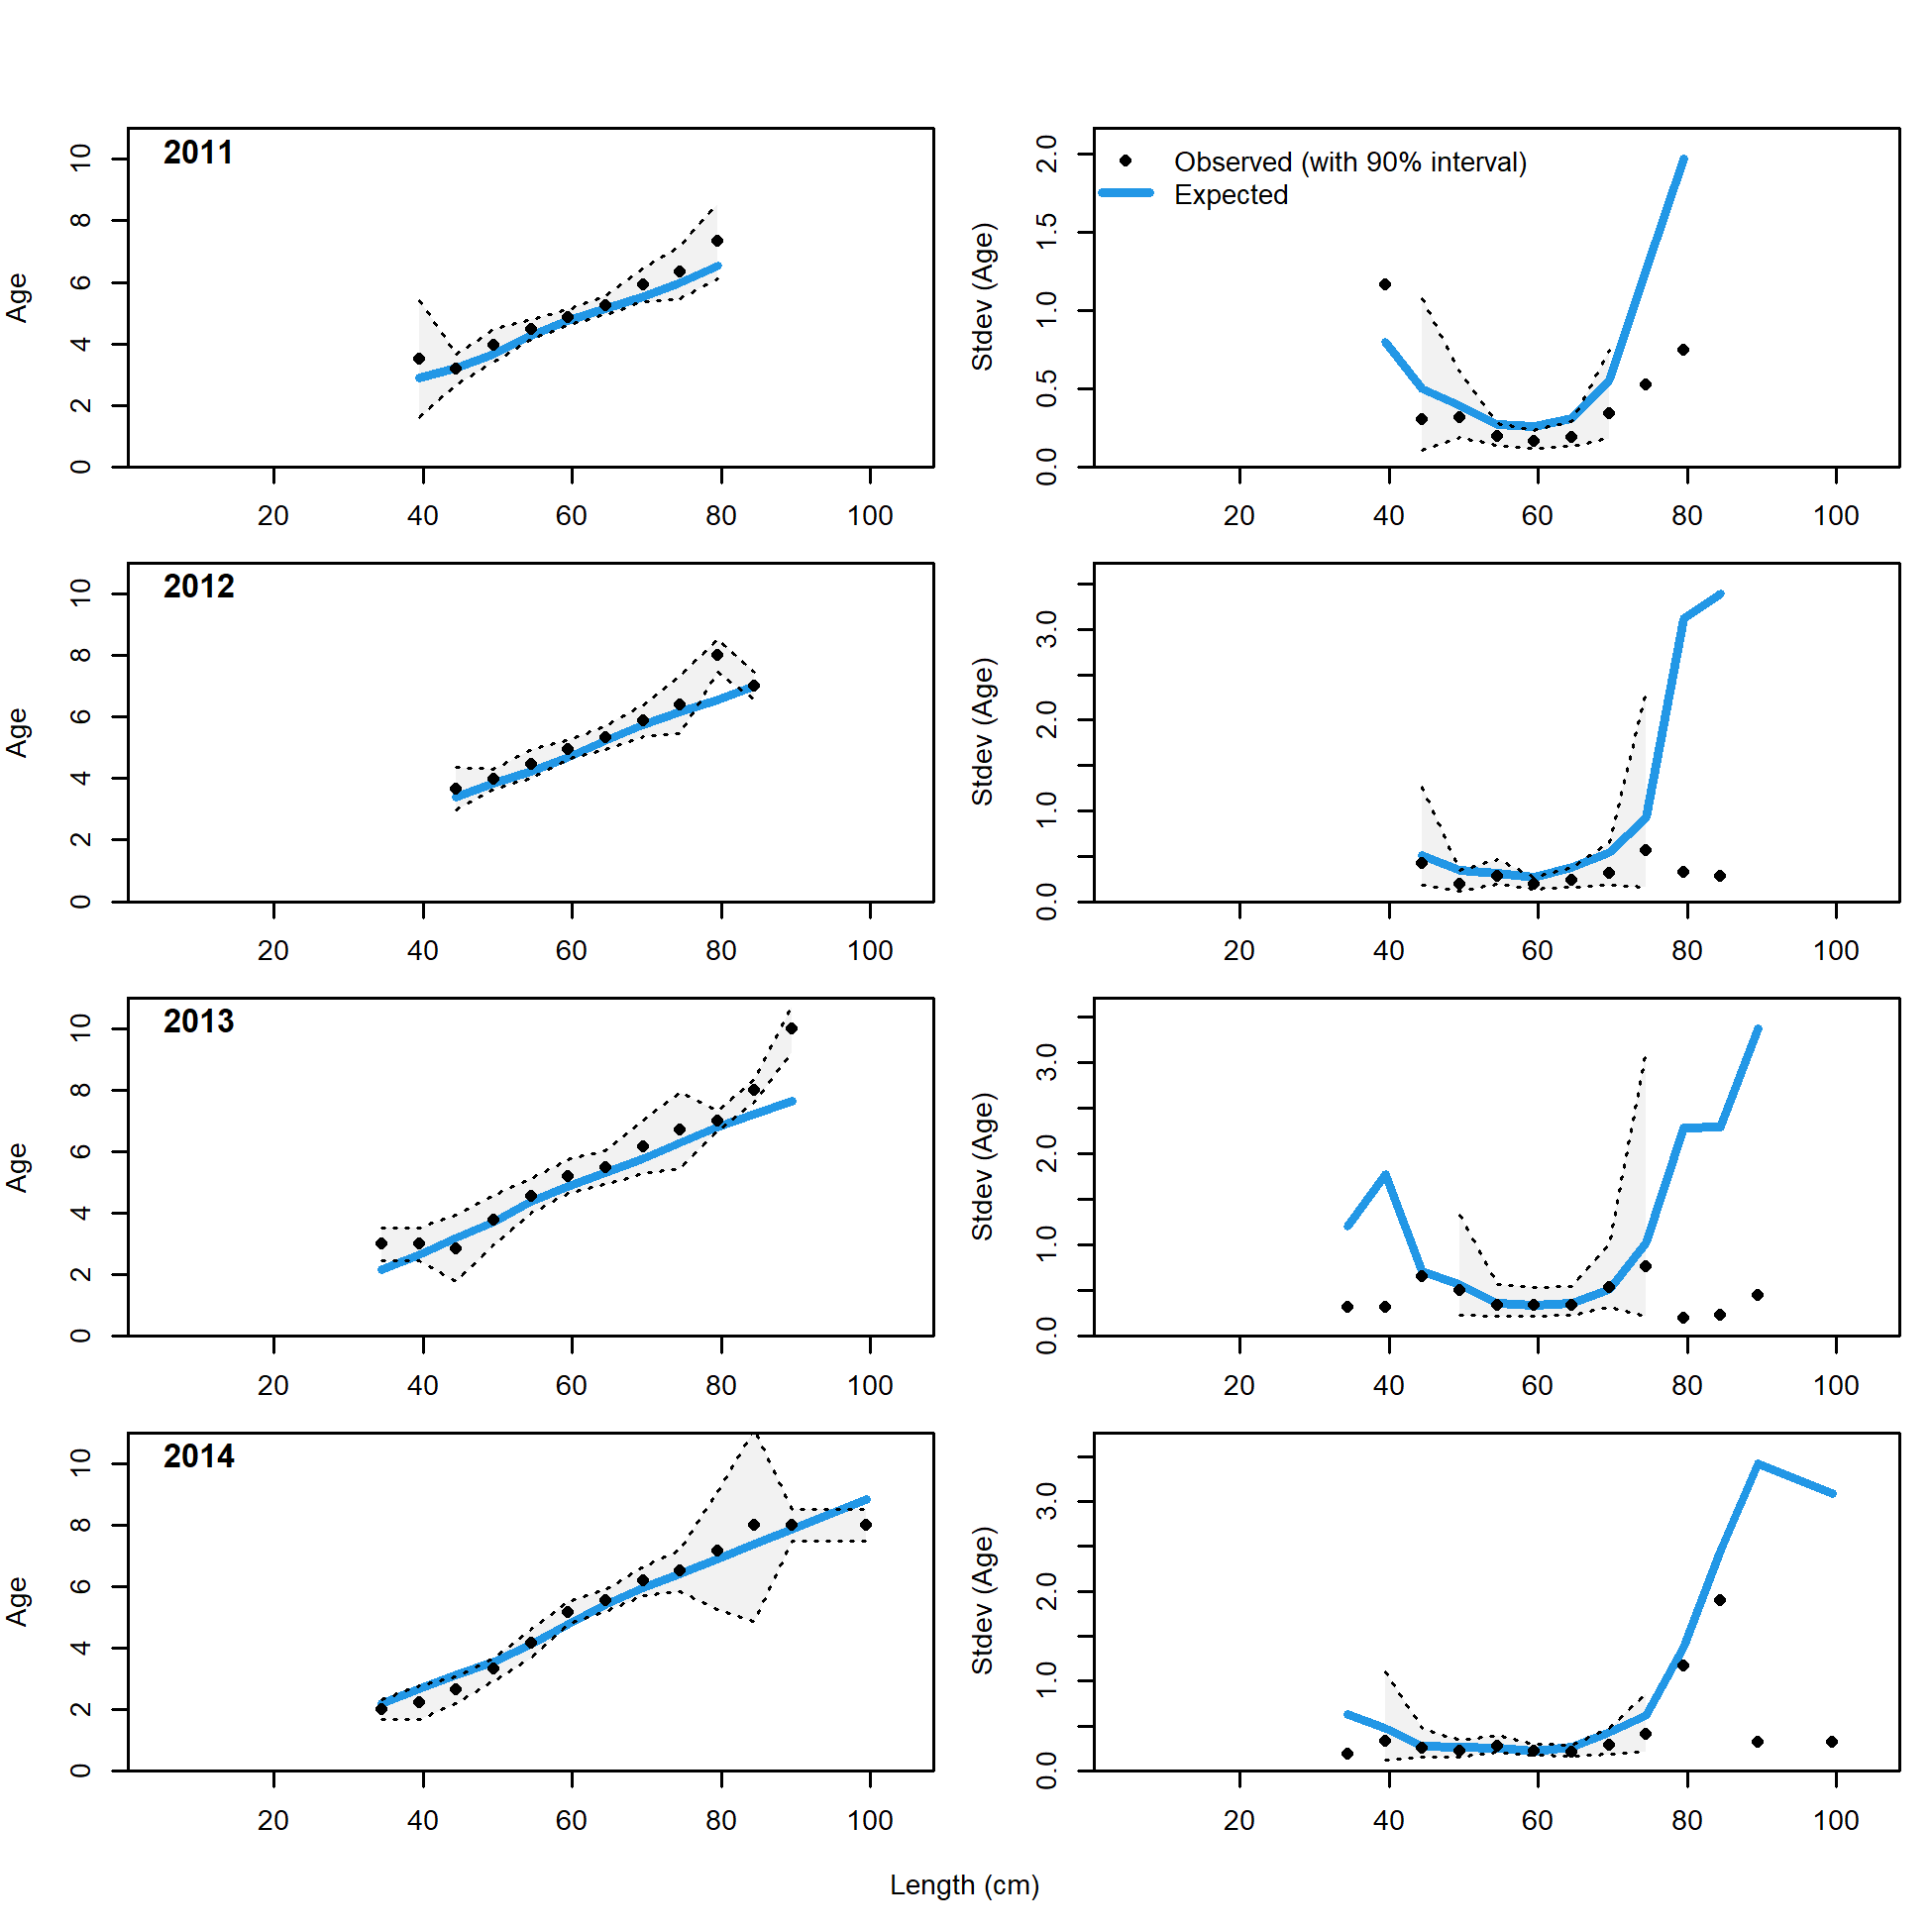 2011
Age
0 2 4 6 8 10
20 40 60 80 100
Observed (with 90% interval)
Expected
Stdev (Age)
0.0 0.5 1.0 1.5 2.0
20 40 60 80 100
2012
Age
0 2 4 6 8 10
20 40 60 80 100
Stdev (Age)
0.0 1.0 2.0 3.0
20 40 60 80 100
2013
Age
0 2 4 6 8 10
20 40 60 80 100
Stdev (Age)
0.0 1.0 2.0 3.0
20 40 60 80 100
2014
Age
0 2 4 6 8 10
20 40 60 80 100
Stdev (Age)
0.0 1.0 2.0 3.0
20 40 60 80 100
Length (cm)